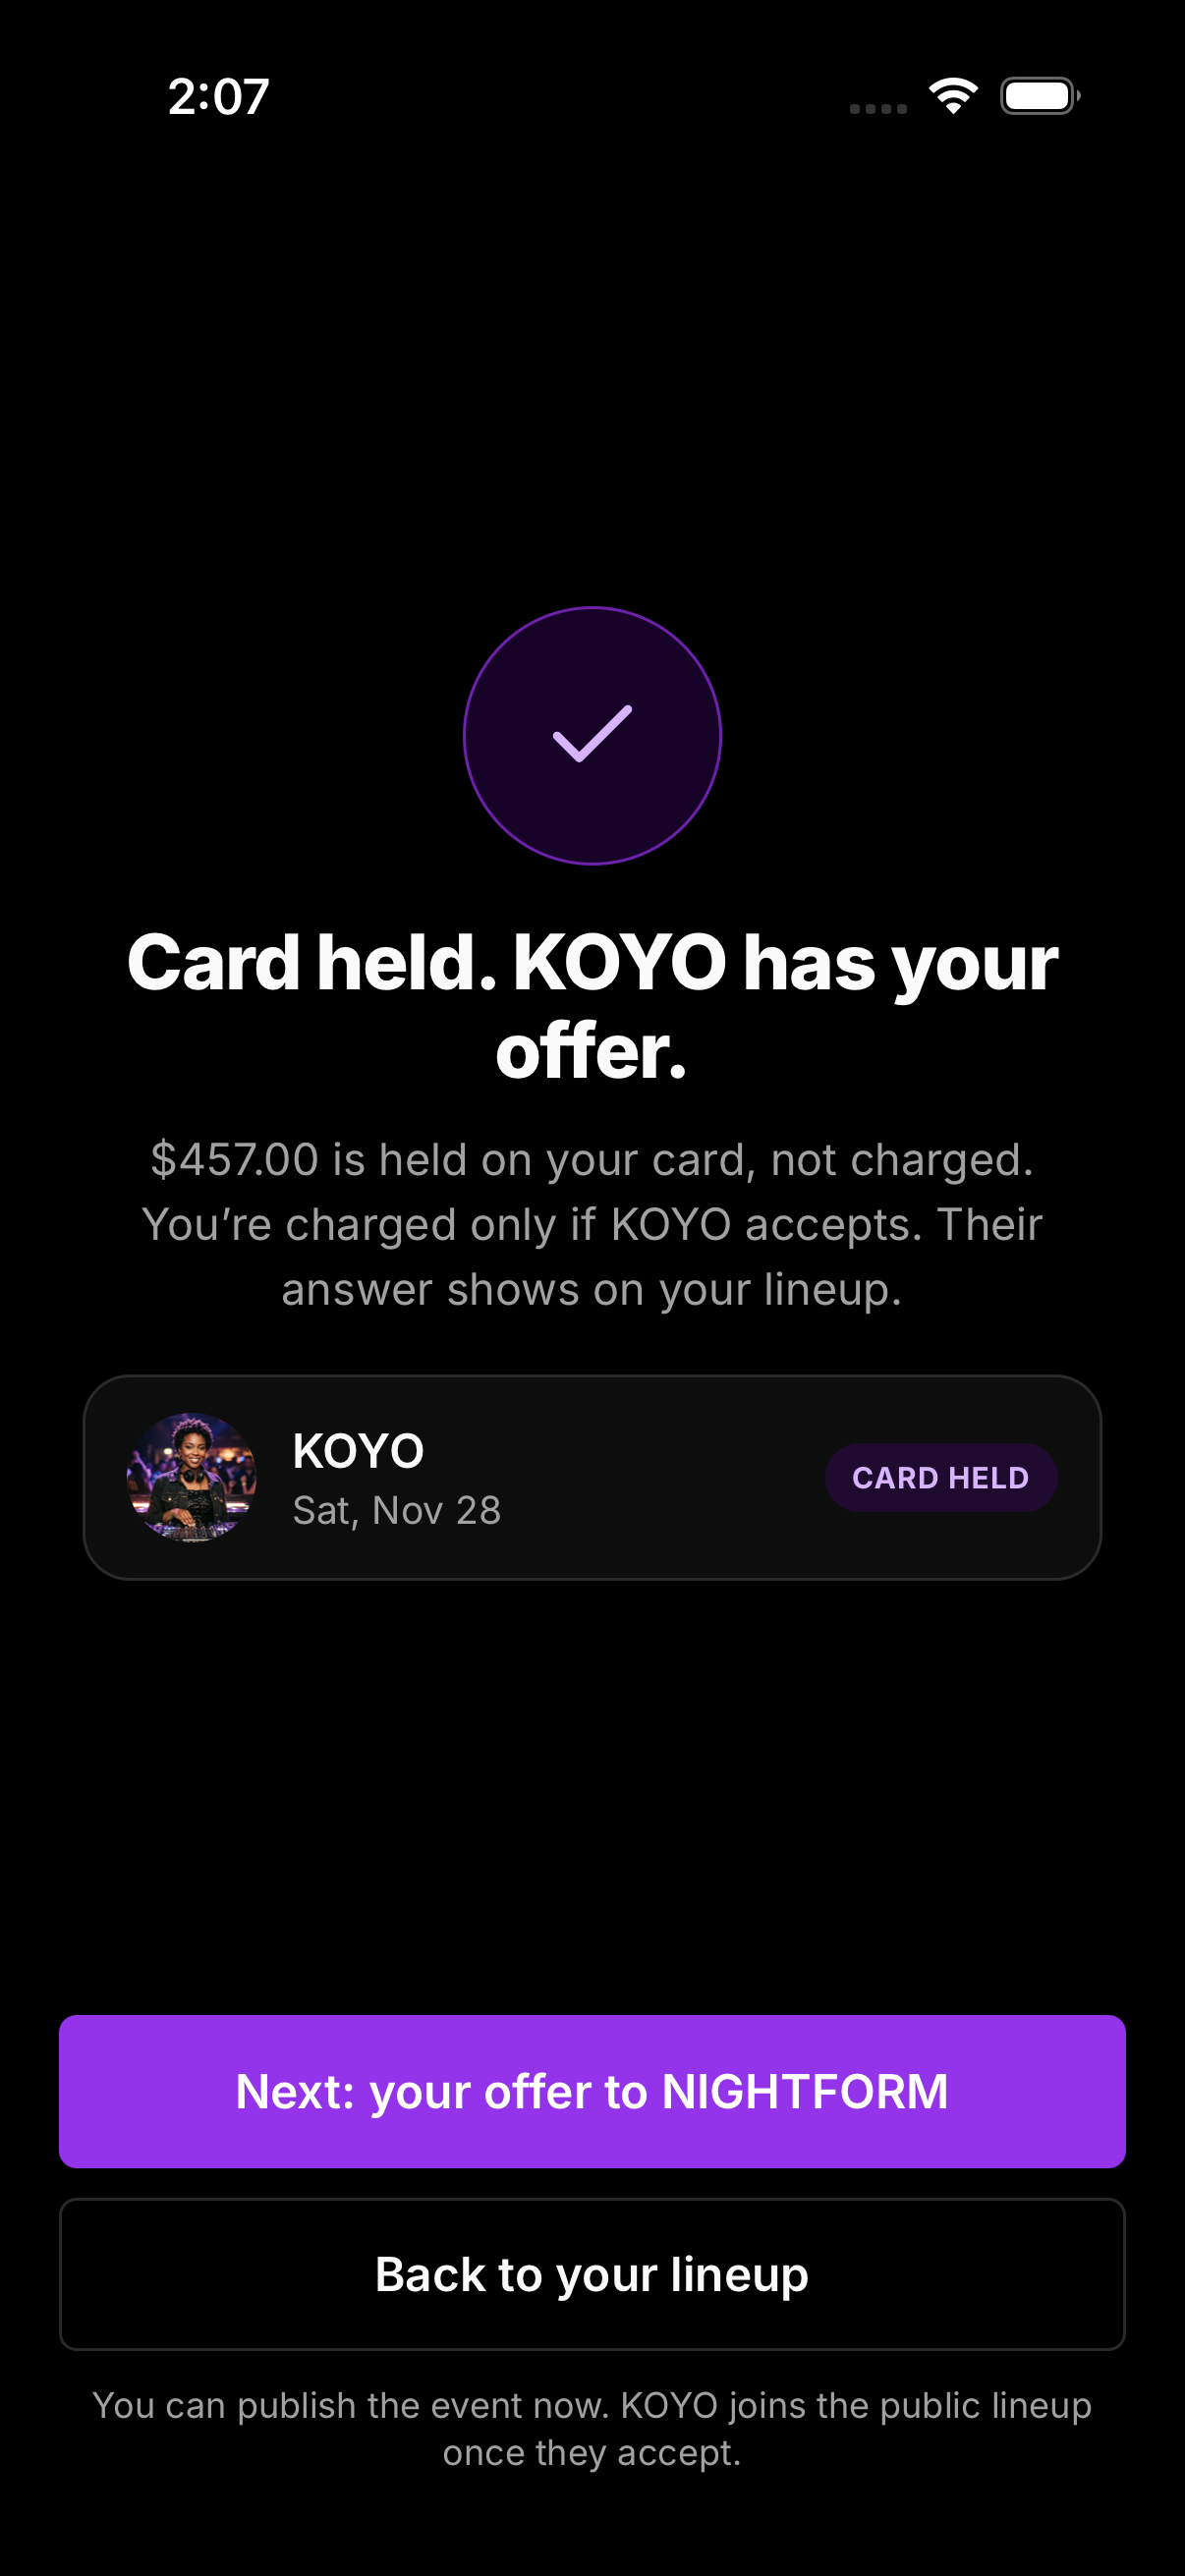 2:07
Card held. KOYO has your
offer.
$457.00 is held on your card, not charged.
You’re charged only if KOYO accepts. Their
answer shows on your lineup.
KOYO
Sat, Nov 28
CARD HELD
Next: your offer to NIGHTFORM
Back to your lineup
You can publish the event now. KOYO joins the public lineup
once they accept.